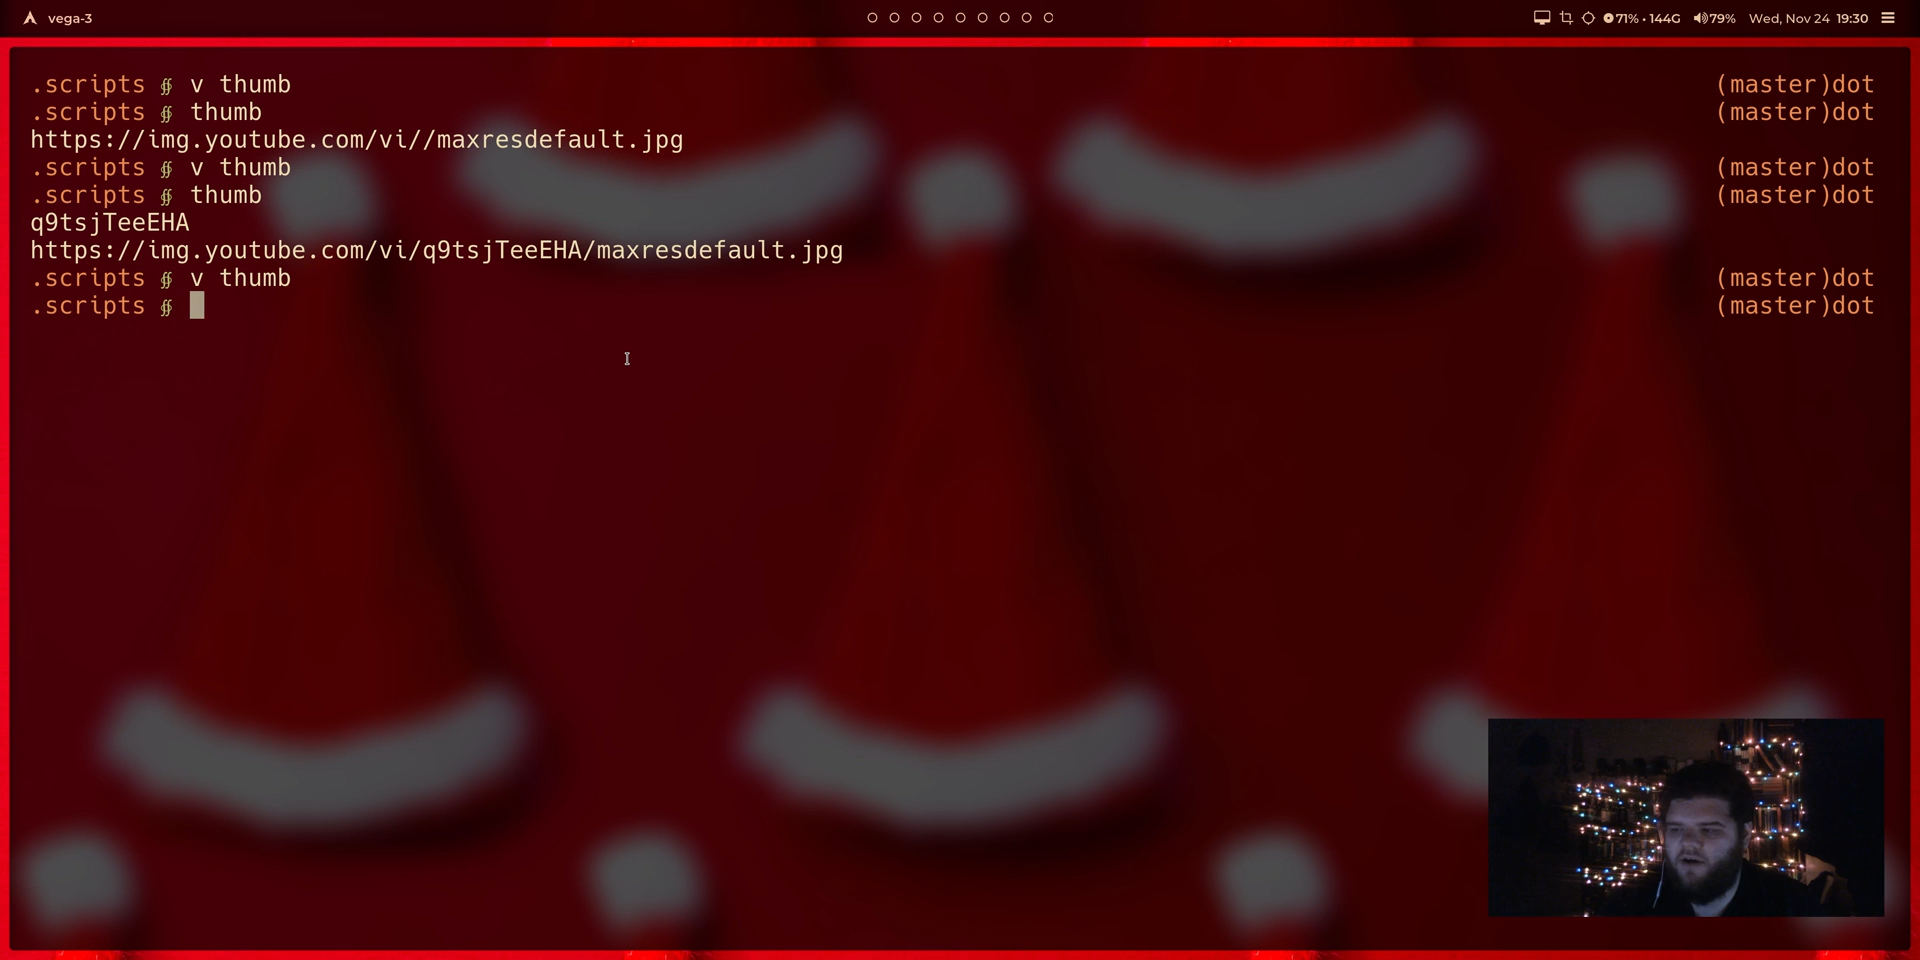 vega-3 71% • 144G 79% Wed, Nov 24 19:30
.scripts ∯ v thumb (master)dot
.scripts ∯ thumb (master)dot
https://img.youtube.com/vi//maxresdefault.jpg
.scripts ∯ v thumb (master)dot
.scripts ∯ thumb (master)dot
q9tsjTeeEHA
https://img.youtube.com/vi/q9tsjTeeEHA/maxresdefault.jpg
.scripts ∯ v thumb (master)dot
.scripts ∯ (master)dot